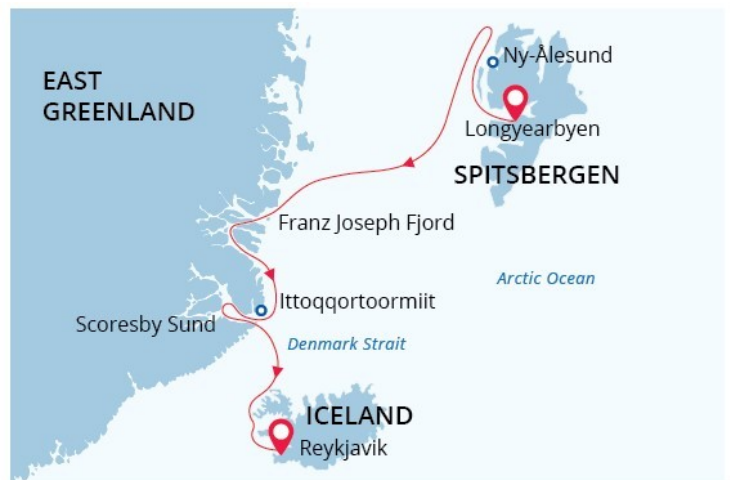 EAST
GREENLAND
Ny-Ålesund
Longyearbyen
SPITSBERGEN
Franz Joseph Fjord
Arctic Ocean
Ittoqqortoormiit
Scoresby Sund
Denmark Strait
ICELAND
Reykjavik